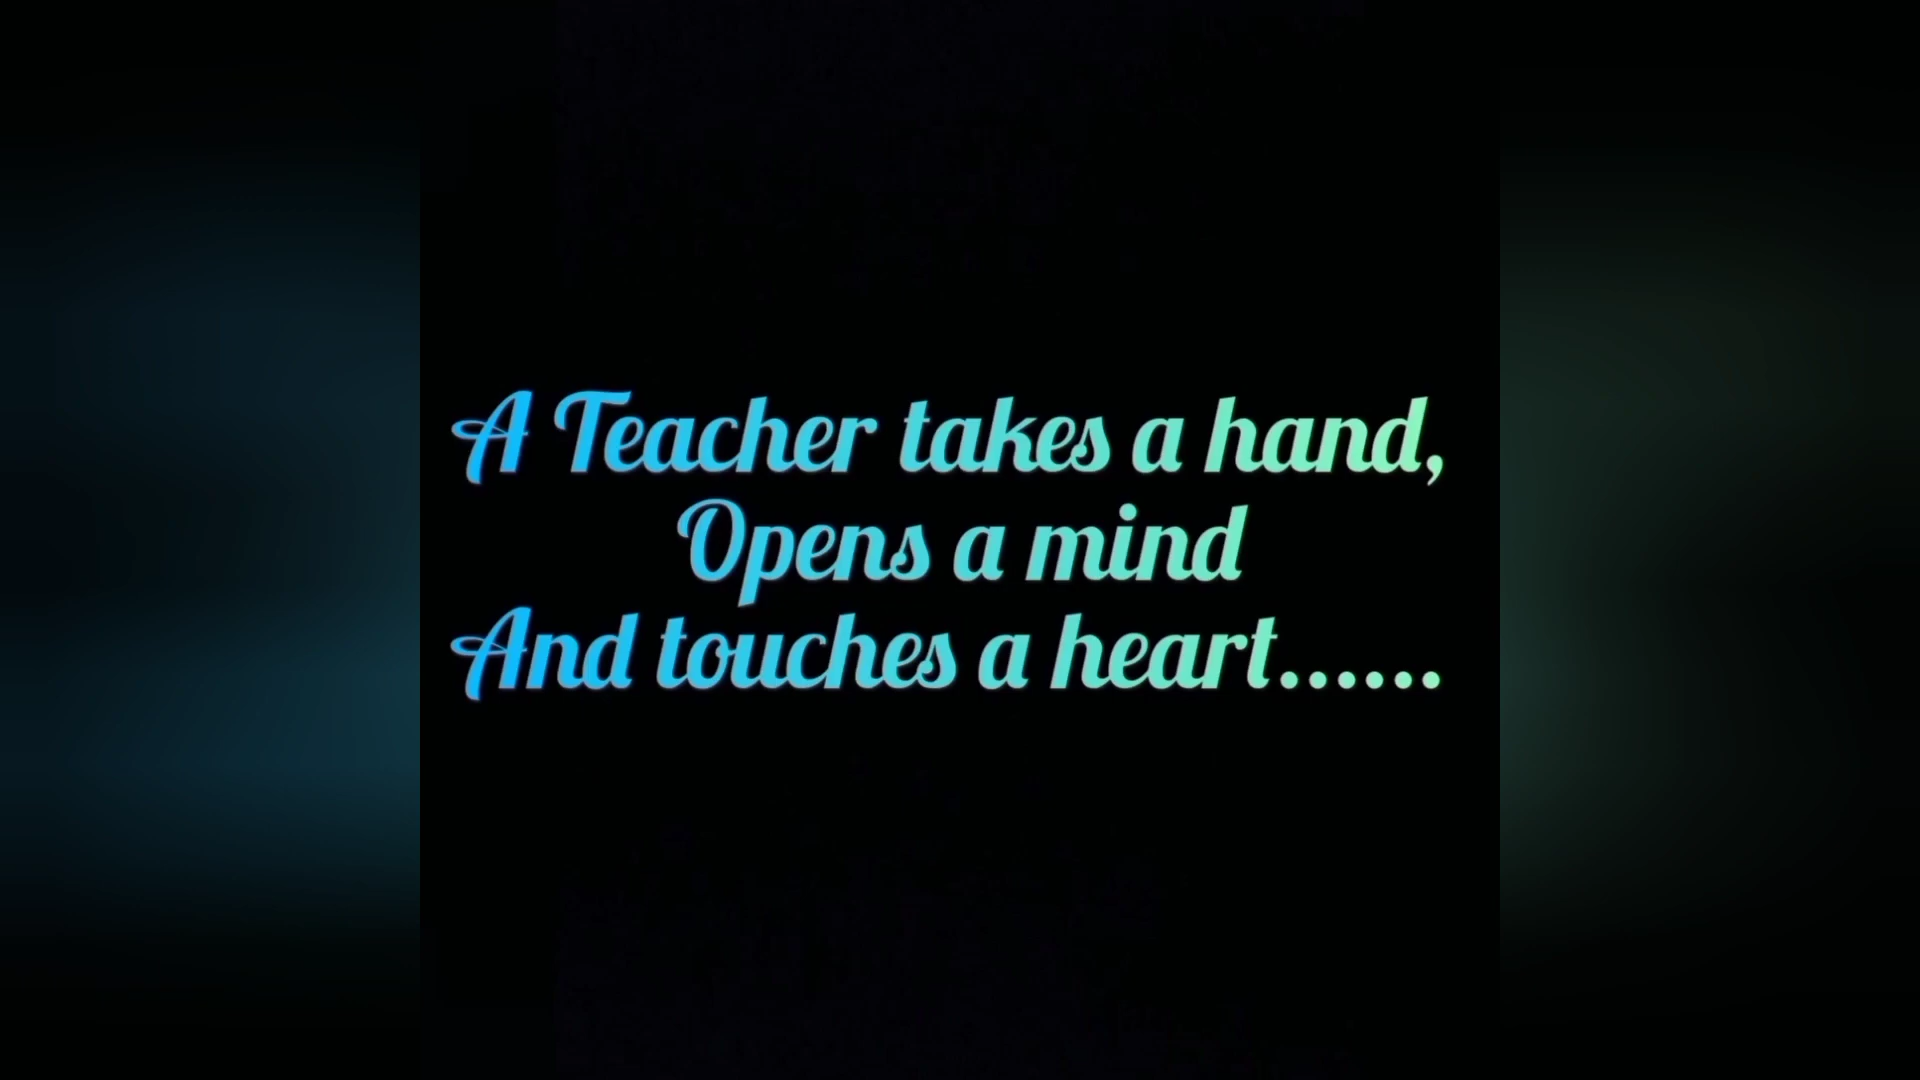 A Teacher takes a hand,
Opens a mind
And touches a heart......